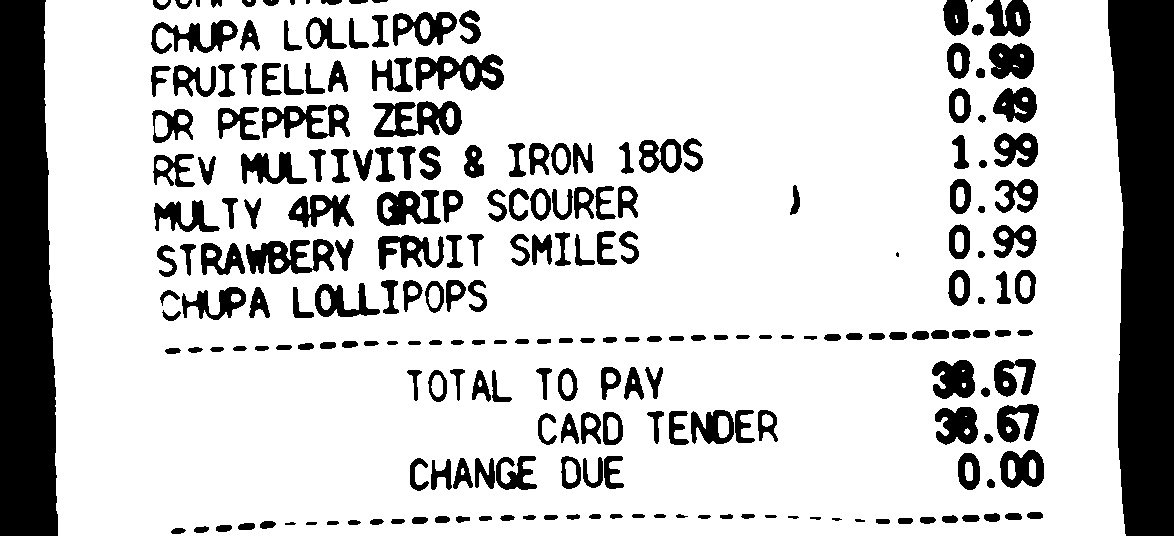 CHUPA LOLLIPOPS 0.10
FRUITELLA HIPPOS 0.99
DR PEPPER ZERO 0.49
REV MULTIVITS & IRON 180S 1.99
MULTY 4PK GRIP SCOURER 0.39
STRAWBERY FRUIT SMILES 0.99
CHUPA LOLLIPOPS 0.10
TOTAL TO PAY 38.67
CARD TENDER 38.67
CHANGE DUE 0.00